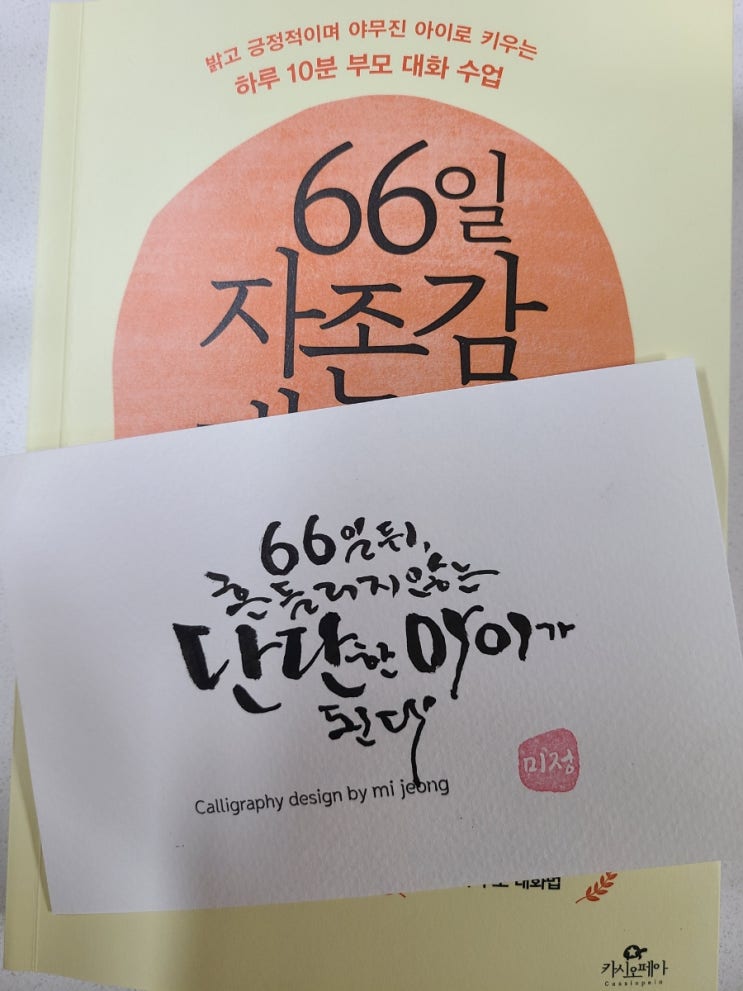 밝고 긍정적이며 야무진 아이로 키우는
하루 10분 부모 대화 수업
66일
자존감
66일 뒤,
흔들리지 않는
단단한 아이가
된다
미정
Calligraphy design by mi jeong
대화법
카시오페아
Cassiopeia